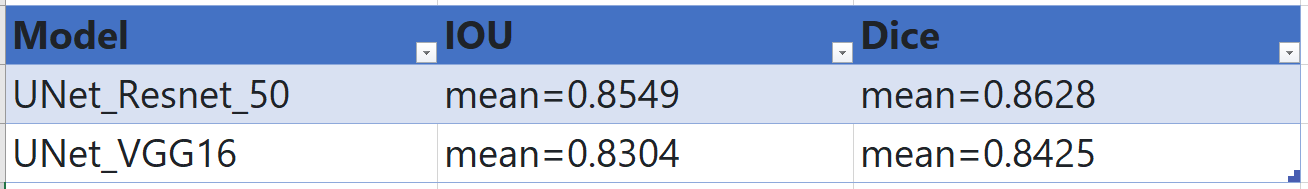 Model IOU Dice
UNet_Resnet_50 mean=0.8549 mean=0.8628
UNet_VGG16 mean=0.8304 mean=0.8425